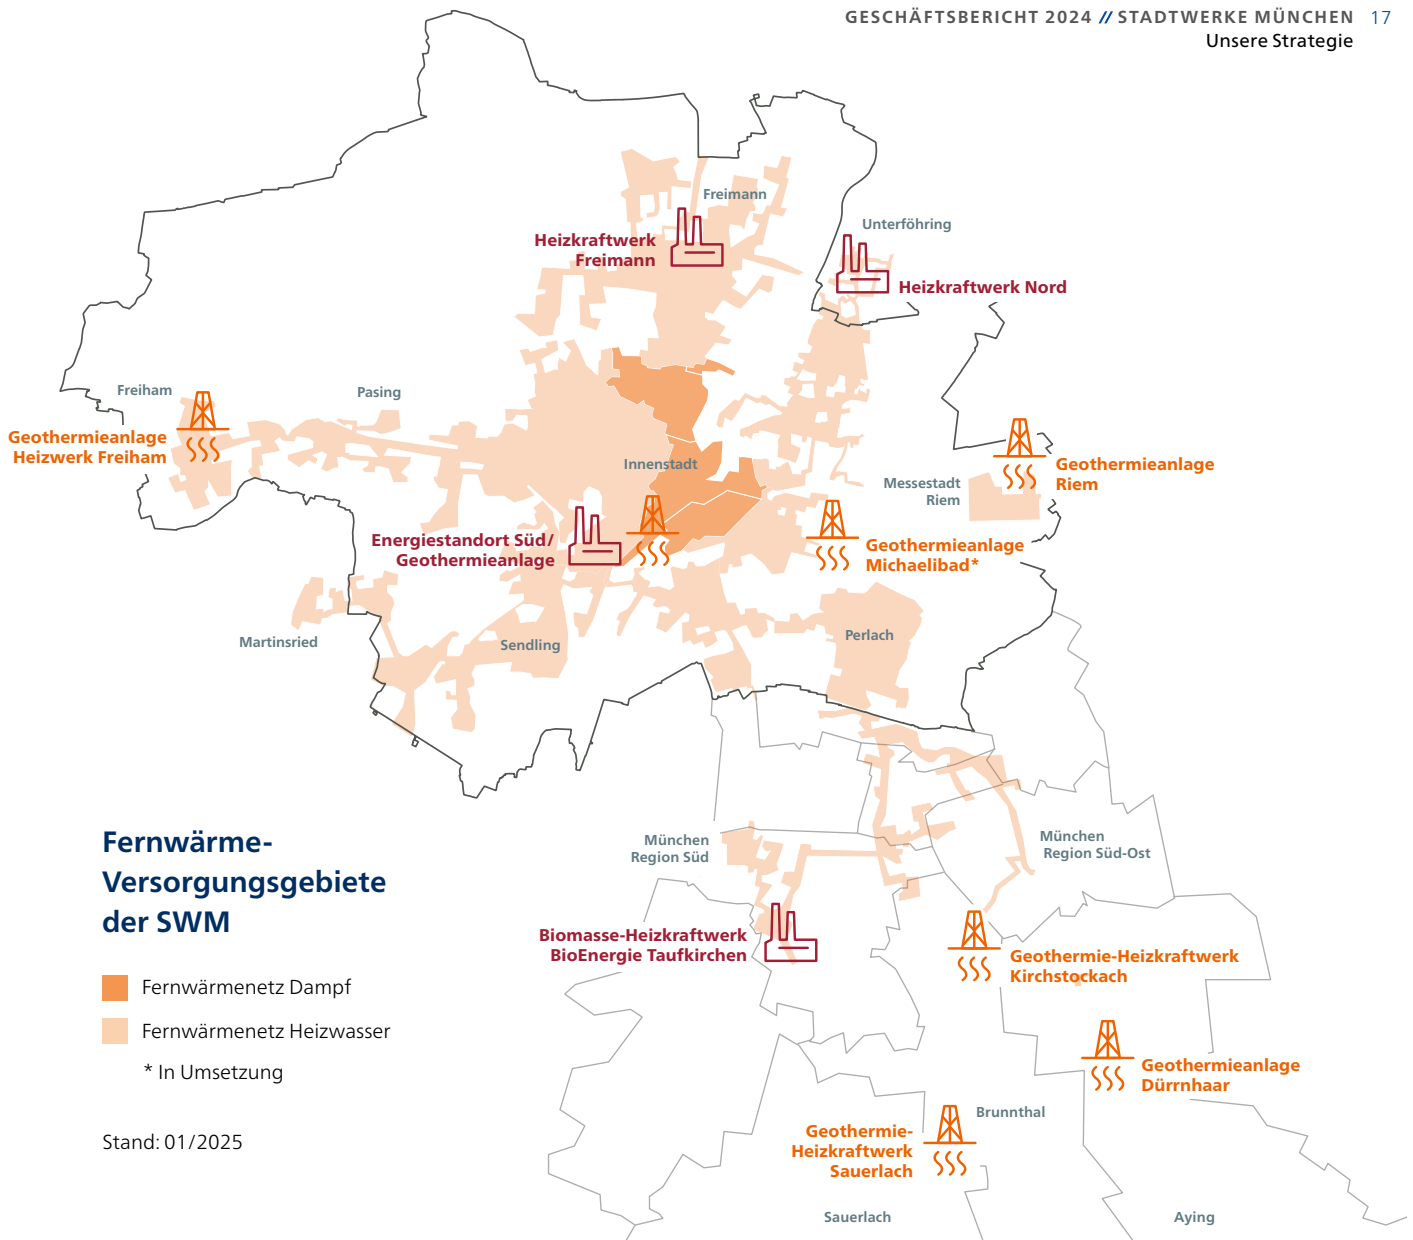 GESCHÄFTSBERICHT 2024 // STADTWERKE MÜNCHEN 17
Unsere Strategie
Freimann
Unterföhring
Heizkraftwerk
Freimann
Heizkraftwerk Nord
Freiham
Pasing
Geothermieanlage
Heizwerk Freiham
Innenstadt
Geothermieanlage
Riem
Messestadt
Riem
Energiestandort Süd/
Geothermieanlage
Geothermieanlage
Michaelibad*
Martinsried
Sendling
Perlach
Fernwärme-
Versorgungsgebiete
der SWM
München
Region Süd
München
Region Süd-Ost
Biomasse-Heizkraftwerk
BioEnergie Taufkirchen
Geothermie-Heizkraftwerk
Kirchstockach
Fernwärmenetz Dampf
Fernwärmenetz Heizwasser
* In Umsetzung
Geothermieanlage
Dürrnhaar
Stand: 01/2025
Brunnthal
Geothermie-
Heizkraftwerk
Sauerlach
Sauerlach
Aying